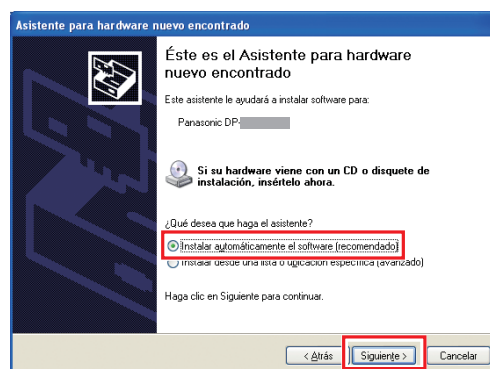 Asistente para hardware nuevo encontrado
Éste es el Asistente para hardware
nuevo encontrado
Este asistente le ayudará a instalar software para:
Panasonic DP-
Si su hardware viene con un CD o disquete de
instalación, insértelo ahora.
¿Qué desea que haga el asistente?
Instalar automáticamente el software (recomendado)
Instalar desde una lista o ubicación específica (avanzado)
Haga clic en Siguiente para continuar.
< Atrás Siguiente > Cancelar